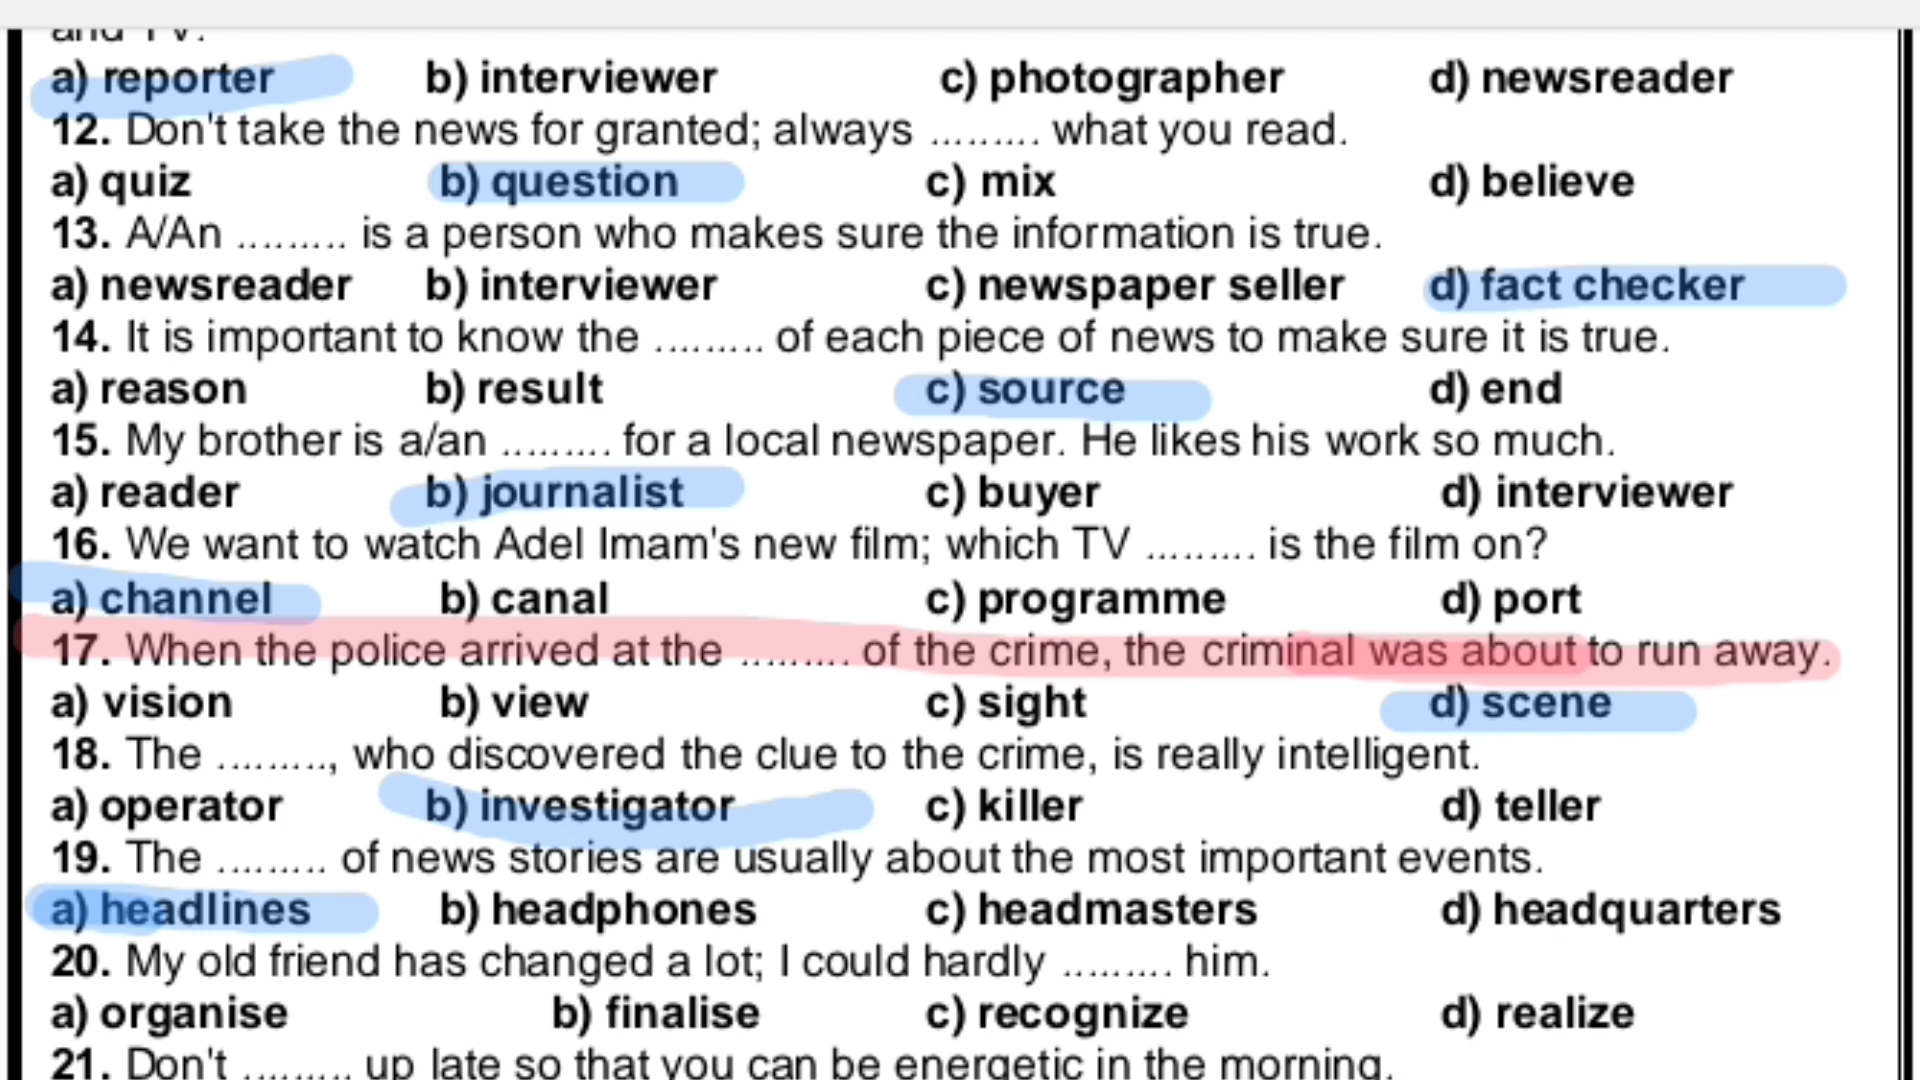 and TV.
a) reporter b) interviewer c) photographer d) newsreader
12. Don't take the news for granted; always ......... what you read.
a) quiz b) question c) mix d) believe
13. A/An ......... is a person who makes sure the information is true.
a) newsreader b) interviewer c) newspaper seller d) fact checker
14. It is important to know the ......... of each piece of news to make sure it is true.
a) reason b) result c) source d) end
15. My brother is a/an ......... for a local newspaper. He likes his work so much.
a) reader b) journalist c) buyer d) interviewer
16. We want to watch Adel Imam's new film; which TV ......... is the film on?
a) channel b) canal c) programme d) port
17. When the police arrived at the ......... of the crime, the criminal was about to run away.
a) vision b) view c) sight d) scene
18. The ........., who discovered the clue to the crime, is really intelligent.
a) operator b) investigator c) killer d) teller
19. The ......... of news stories are usually about the most important events.
a) headlines b) headphones c) headmasters d) headquarters
20. My old friend has changed a lot; I could hardly ......... him.
a) organise b) finalise c) recognize d) realize
21. Don't ......... up late so that you can be energetic in the morning.